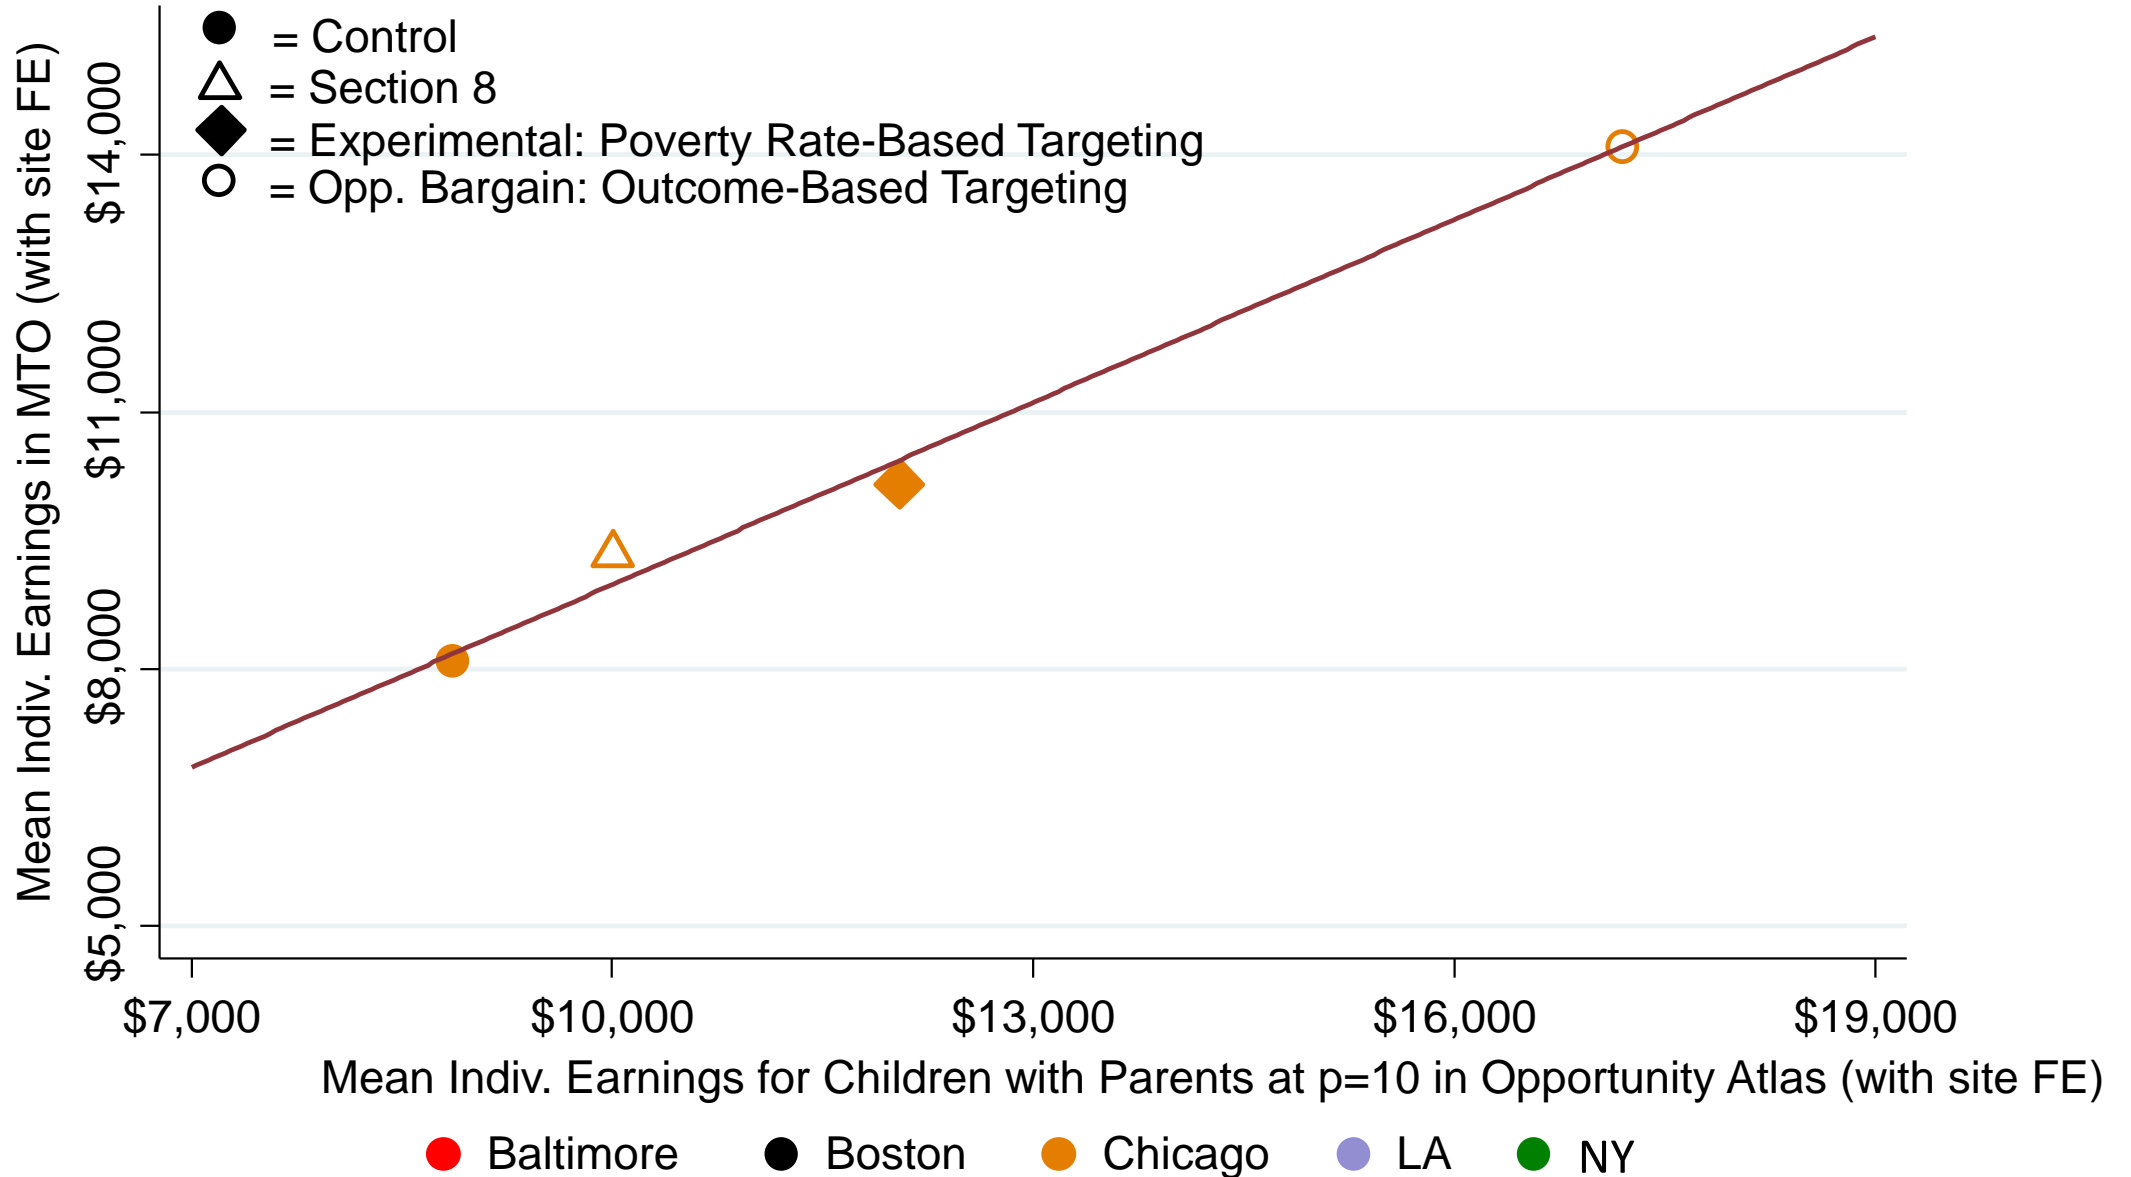 = Control
= Section 8
= Experimental: Poverty Rate-Based Targeting
= Opp. Bargain: Outcome-Based Targeting
Mean Indiv. Earnings in MTO (with site FE)
$14,000
$11,000
$8,000
$5,000
$7,000 $10,000 $13,000 $16,000 $19,000
Mean Indiv. Earnings for Children with Parents at p=10 in Opportunity Atlas (with site FE)
Baltimore Boston Chicago LA NY